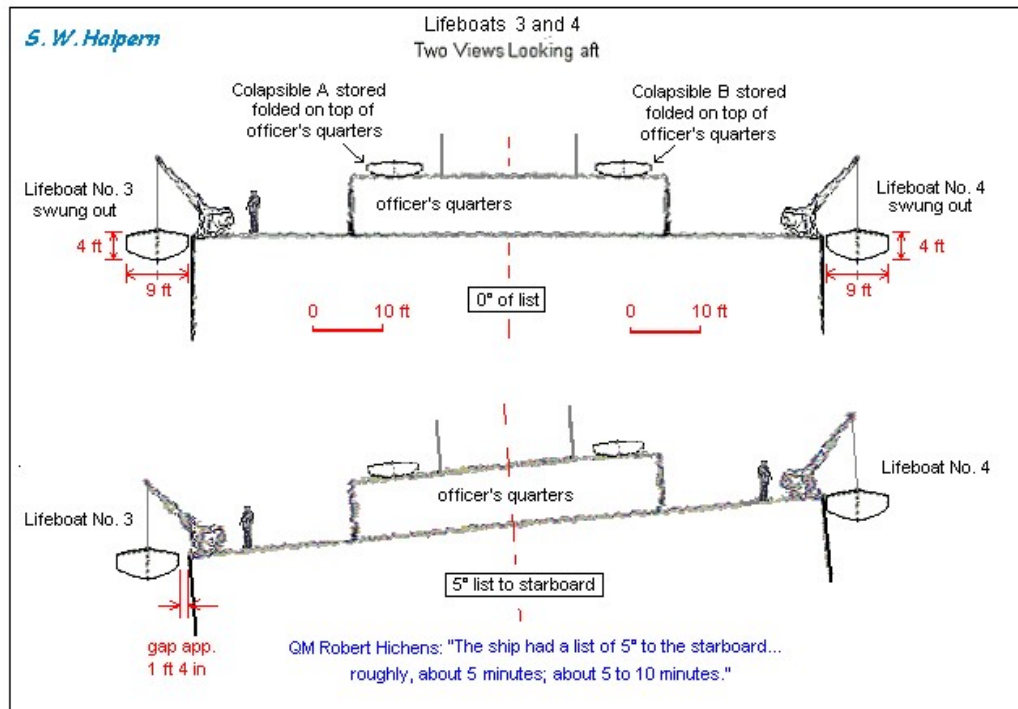 S. W. Halpern
Lifeboats 3 and 4
Two Views Looking aft
Colapsible A stored
folded on top of
officer's quarters
Colapsible B stored
folded on top of
officer's quarters
Lifeboat No. 3
swung out
officer's quarters
Lifeboat No. 4
swung out
4 ft
9 ft
4 ft
9 ft
0° of list
0
10 ft
0
10 ft
Lifeboat No. 3
officer's quarters
Lifeboat No. 4
5° list to starboard
gap app.
1 ft 4 in
QM Robert Hichens: "The ship had a list of 5° to the starboard...
roughly, about 5 minutes; about 5 to 10 minutes."